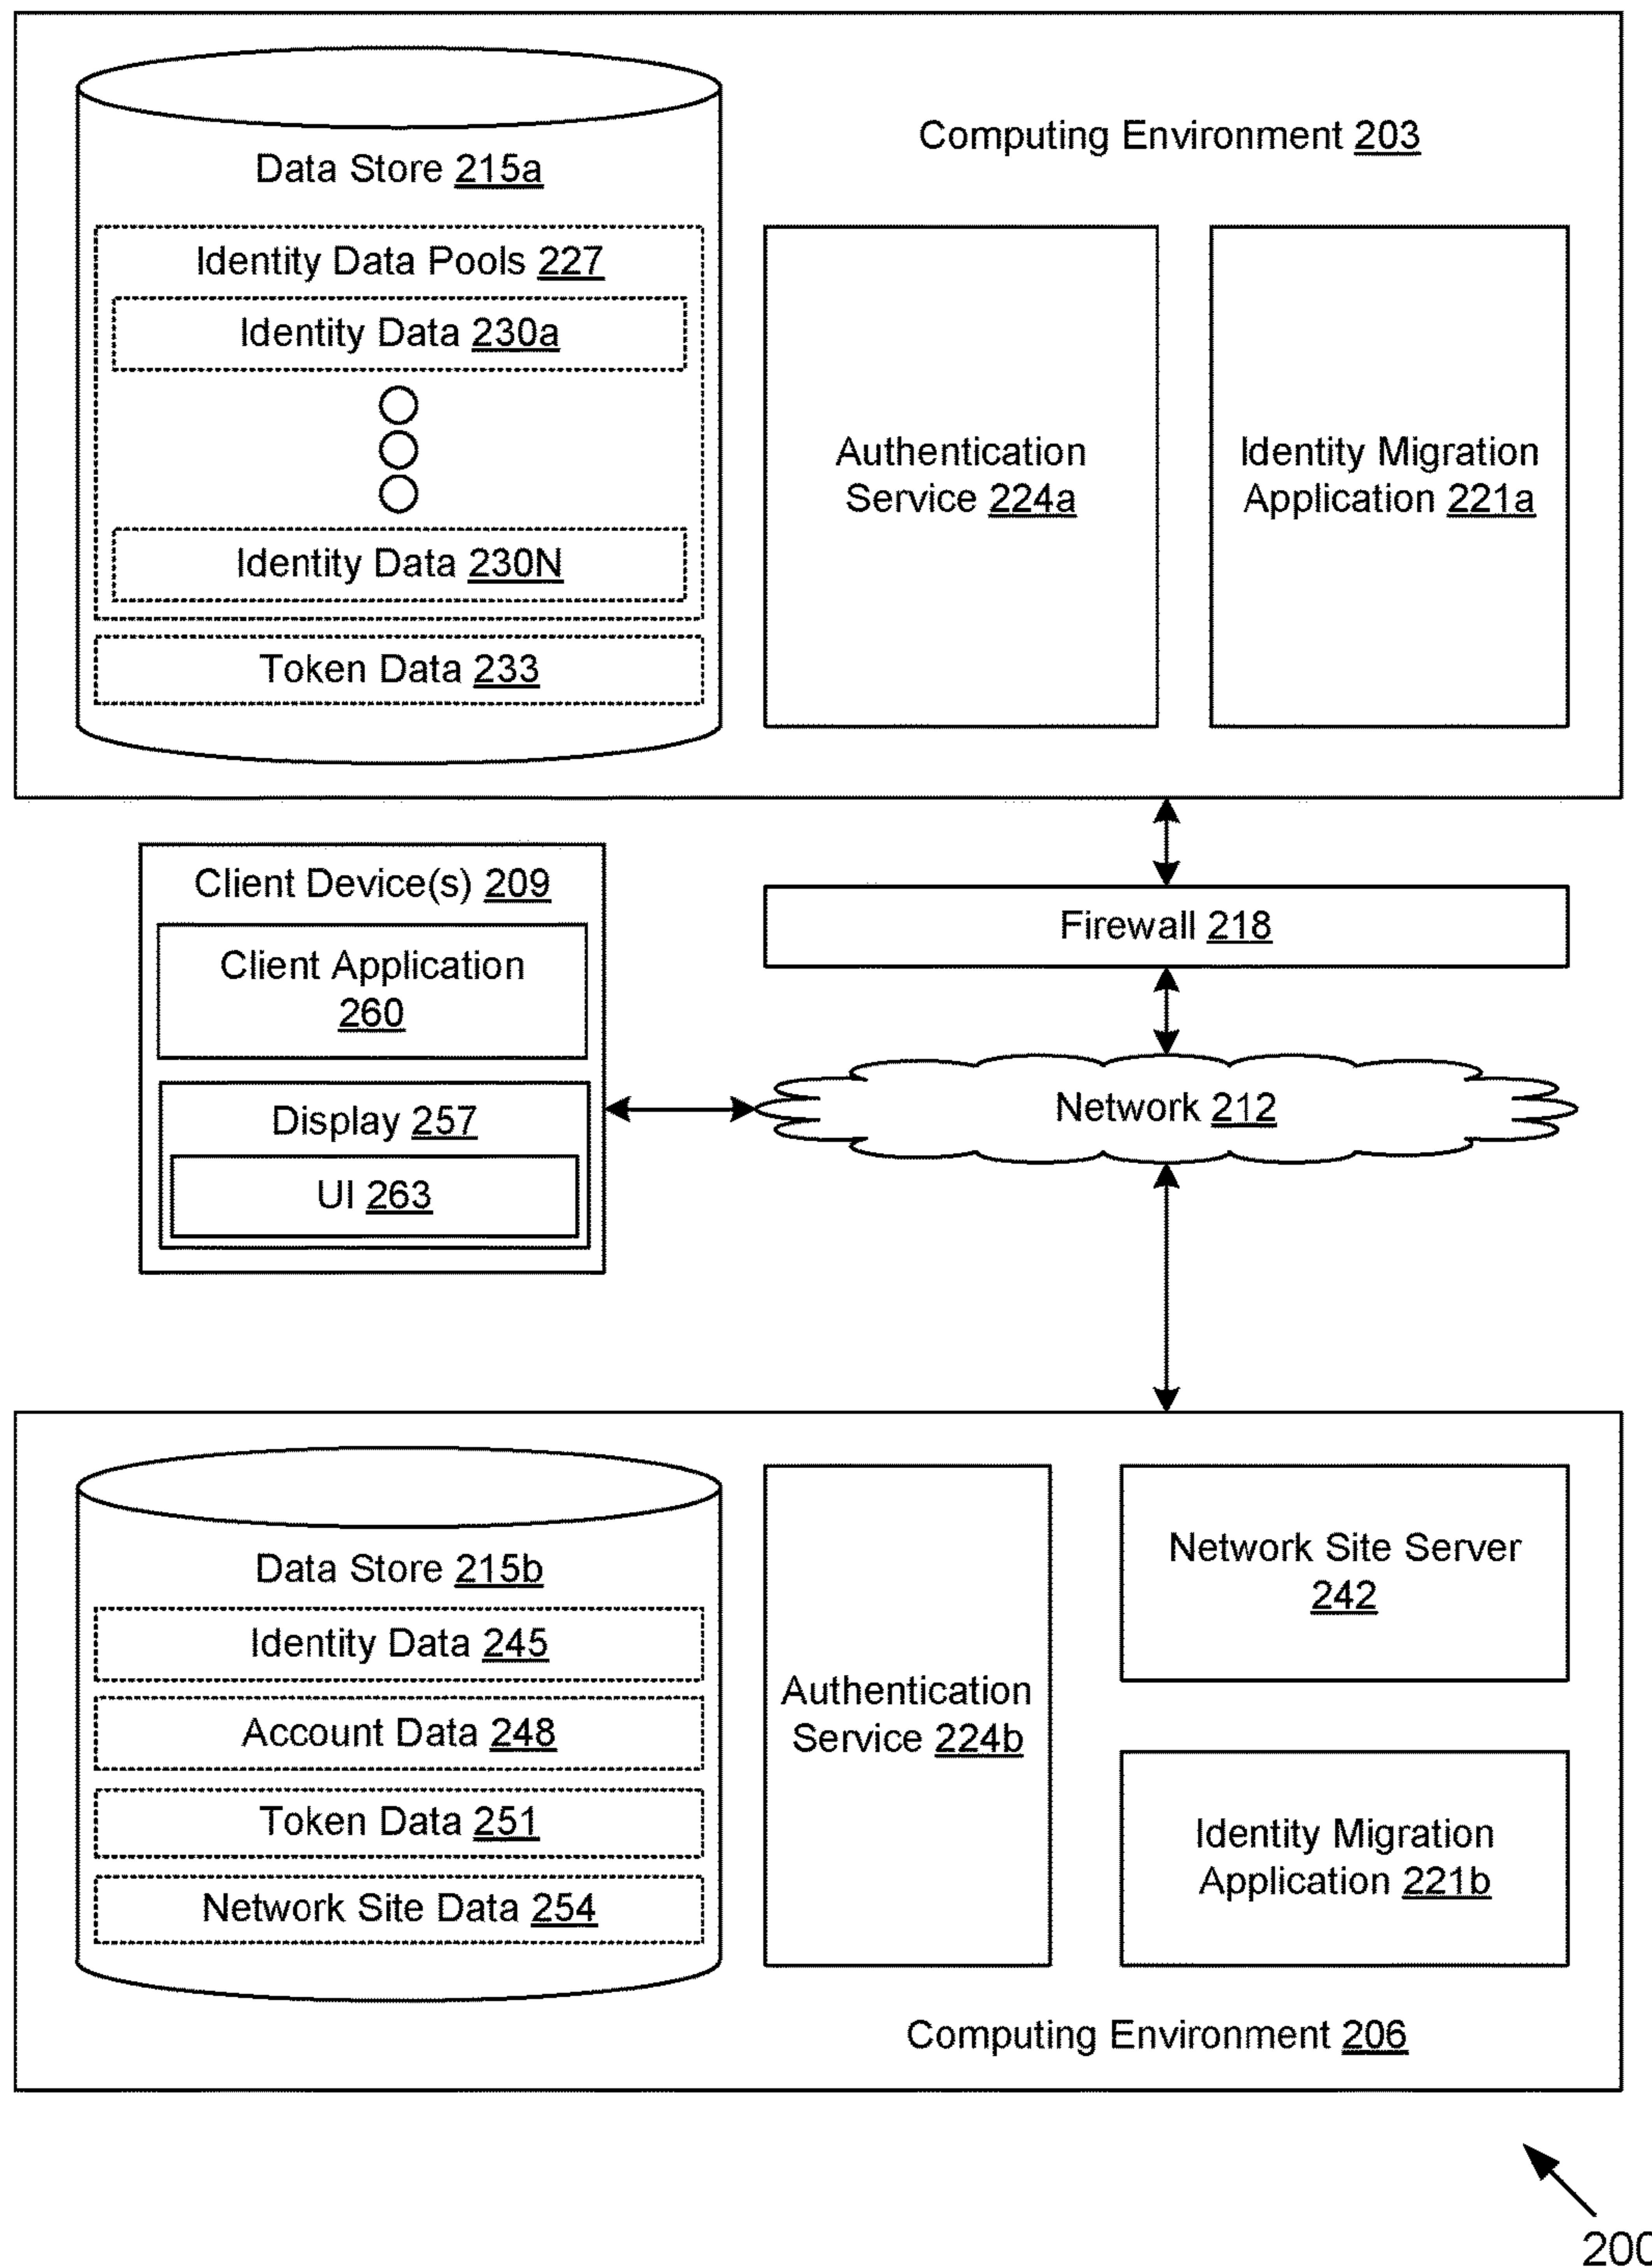 Computing Environment 203
Data Store 215a
Identity Data Pools 227
Identity Data 230a
Identity Data 230N
Token Data 233
Authentication
Service 224a
Identity Migration
Application 221a
Client Device(s) 209
Client Application
260
Display 257
UI 263
Firewall 218
Network 212
Data Store 215b
Identity Data 245
Account Data 248
Token Data 251
Network Site Data 254
Authentication
Service 224b
Network Site Server
242
Identity Migration
Application 221b
Computing Environment 206
200